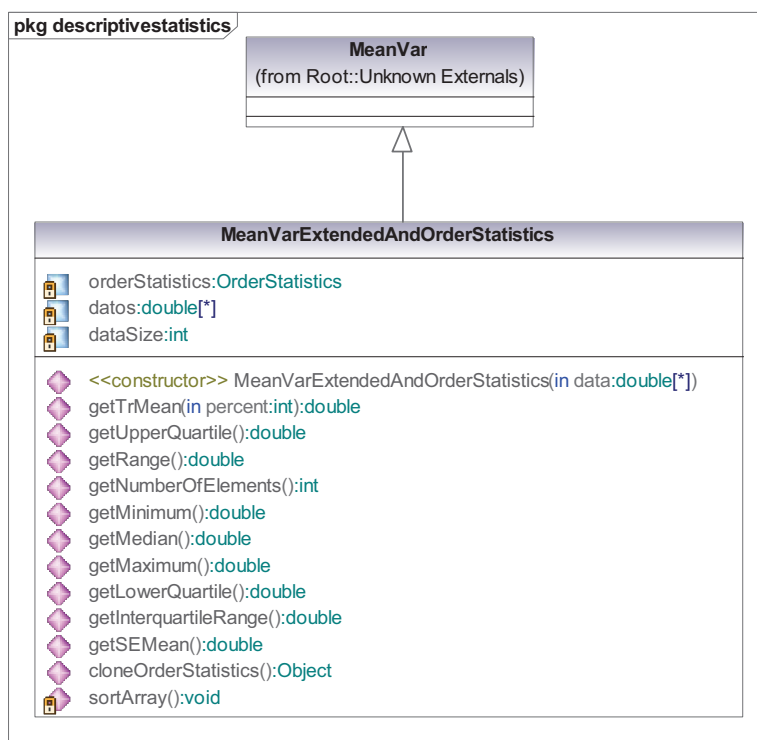 pkg descriptivestatistics
MeanVar
(from Root::Unknown Externals)
MeanVarExtendedAndOrderStatistics
orderStatistics:OrderStatistics
datos:double[*]
dataSize:int
<<constructor>> MeanVarExtendedAndOrderStatistics(in data:double[*])
getTrMean(in percent:int):double
getUpperQuartile():double
getRange():double
getNumberOfElements():int
getMinimum():double
getMedian():double
getMaximum():double
getLowerQuartile():double
getInterquartileRange():double
getSEMean():double
cloneOrderStatistics():Object
sortArray():void